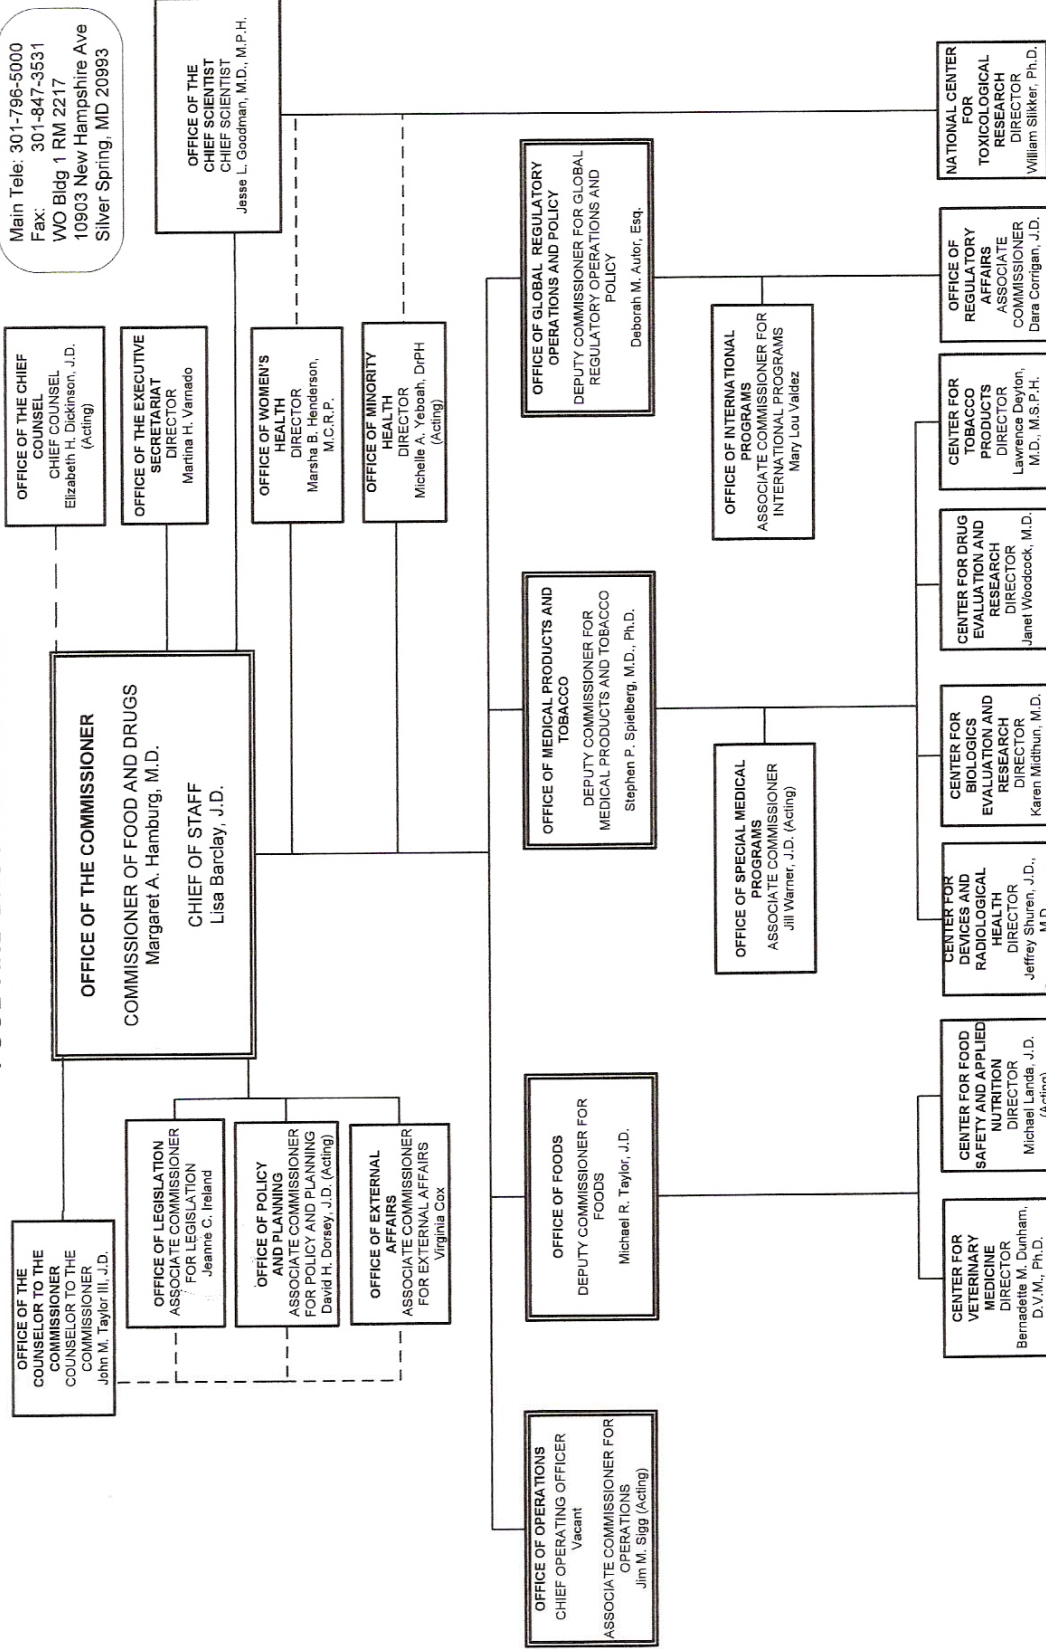 Main Tele: 301-796-5000
Fax: 301-847-3531
WO Bldg 1 RM 2217
10903 New Hampshire Ave
Silver Spring, MD 20993
OFFICE OF THE
COUNSELOR TO THE
COMMISSIONER
COUNSELOR TO THE
COMMISSIONER
John M. Taylor III, J.D.
OFFICE OF THE COMMISSIONER
COMMISSIONER OF FOOD AND DRUGS
Margaret A. Hamburg, M.D.
CHIEF OF STAFF
Lisa Barclay, J.D.
OFFICE OF THE CHIEF
COUNSEL
CHIEF COUNSEL
Elizabeth H. Dickinson, J.D.
(Acting)
OFFICE OF THE EXECUTIVE
SECRETARIAT
DIRECTOR
Martina H. Varnado
OFFICE OF THE
CHIEF SCIENTIST
CHIEF SCIENTIST
Jesse L. Goodman, M.D., M.P.H.
OFFICE OF LEGISLATION
ASSOCIATE COMMISSIONER
FOR LEGISLATION
Jeanne C. Ireland
OFFICE OF POLICY
AND PLANNING
ASSOCIATE COMMISSIONER
FOR POLICY AND PLANNING
David H. Dorsey, J.D. (Acting)
OFFICE OF EXTERNAL
AFFAIRS
ASSOCIATE COMMISSIONER
FOR EXTERNAL AFFAIRS
Virginia Cox
OFFICE OF WOMEN'S
HEALTH
DIRECTOR
Marsha B. Henderson,
M.C.R.P.
OFFICE OF MINORITY
HEALTH
DIRECTOR
Michelle A. Yeboah, DrPH
(Acting)
OFFICE OF OPERATIONS
CHIEF OPERATING OFFICER
Vacant
ASSOCIATE COMMISSIONER FOR
OPERATIONS
Jim M. Sigg (Acting)
OFFICE OF FOODS
DEPUTY COMMISSIONER FOR
FOODS
Michael R. Taylor, J.D.
OFFICE OF MEDICAL PRODUCTS AND
TOBACCO
DEPUTY COMMISSIONER FOR
MEDICAL PRODUCTS AND TOBACCO
Stephen P. Spielberg, M.D., Ph.D.
OFFICE OF GLOBAL REGULATORY
OPERATIONS AND POLICY
DEPUTY COMMISSIONER FOR GLOBAL
REGULATORY OPERATIONS AND
POLICY
Deborah M. Autor, Esq.
OFFICE OF SPECIAL MEDICAL
PROGRAMS
ASSOCIATE COMMISSIONER
Jill Warner, J.D. (Acting)
OFFICE OF INTERNATIONAL
PROGRAMS
ASSOCIATE COMMISSIONER FOR
INTERNATIONAL PROGRAMS
Mary Lou Valdez
CENTER FOR
VETERINARY
MEDICINE
DIRECTOR
Bernadette M. Dunham,
D.V.M., Ph.D.
CENTER FOR FOOD
SAFETY AND APPLIED
NUTRITION
DIRECTOR
Michael Landa, J.D.
(Acting)
CENTER FOR
DEVICES AND
RADIOLOGICAL
HEALTH
DIRECTOR
Jeffrey Shuren, J.D.,
M.D.
CENTER FOR
BIOLOGICS
EVALUATION AND
RESEARCH
DIRECTOR
Karen Midthun, M.D.
CENTER FOR DRUG
EVALUATION AND
RESEARCH
DIRECTOR
Janet Woodcock, M.D.
CENTER FOR
TOBACCO
PRODUCTS
DIRECTOR
Lawrence Deyton,
M.D., M.S.P.H.
OFFICE OF
REGULATORY
AFFAIRS
ASSOCIATE
COMMISSIONER
Dara Corrigan, J.D.
NATIONAL CENTER
FOR
TOXICOLOGICAL
RESEARCH
DIRECTOR
William Slikker, Ph.D.